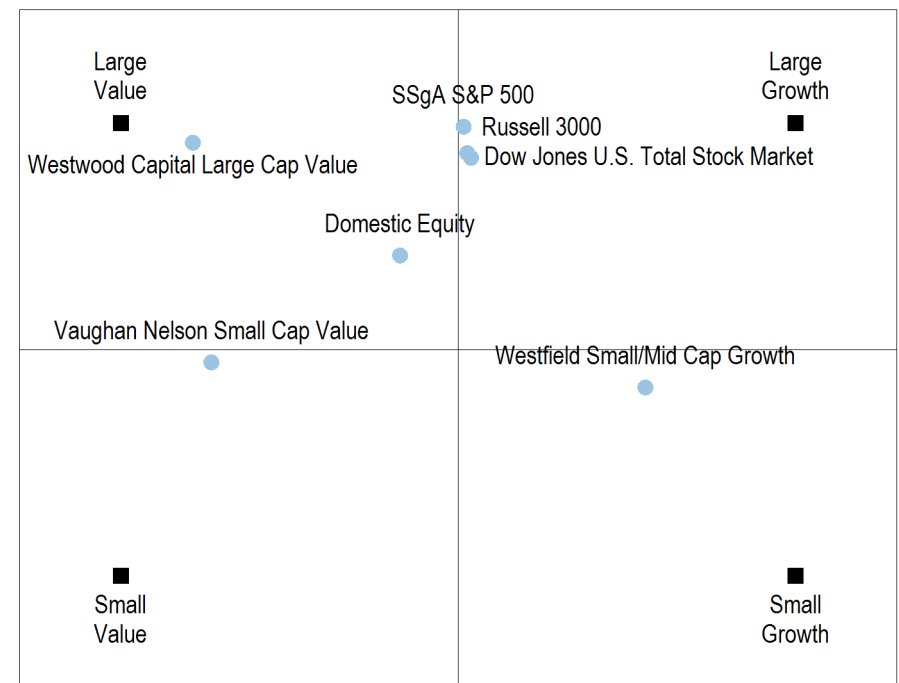 Large
Value
Large
Growth
SSgA S&P 500
Russell 3000
Westwood Capital Large Cap Value
Dow Jones U.S. Total Stock Market
Domestic Equity
Vaughan Nelson Small Cap Value
Westfield Small/Mid Cap Growth
Small
Value
Small
Growth